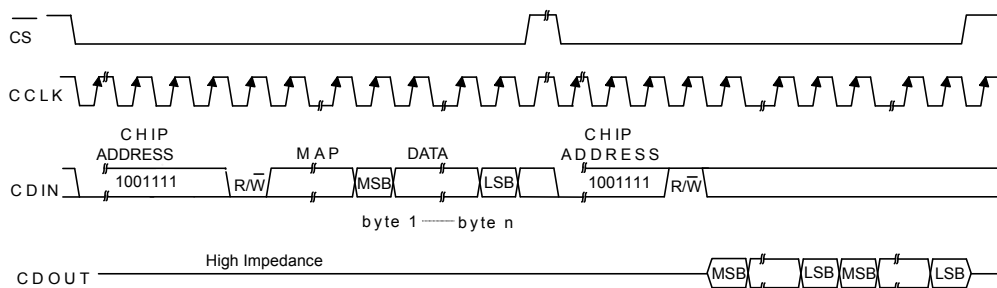 CS
CCLK
CHIP
ADDRESS
MAP
DATA
CHIP
ADDRESS
CDIN
1001111
R/W
MSB
LSB
1001111
R/W
byte 1
byte n
High Impedance
CDOUT
MSB
LSB
MSB
LSB